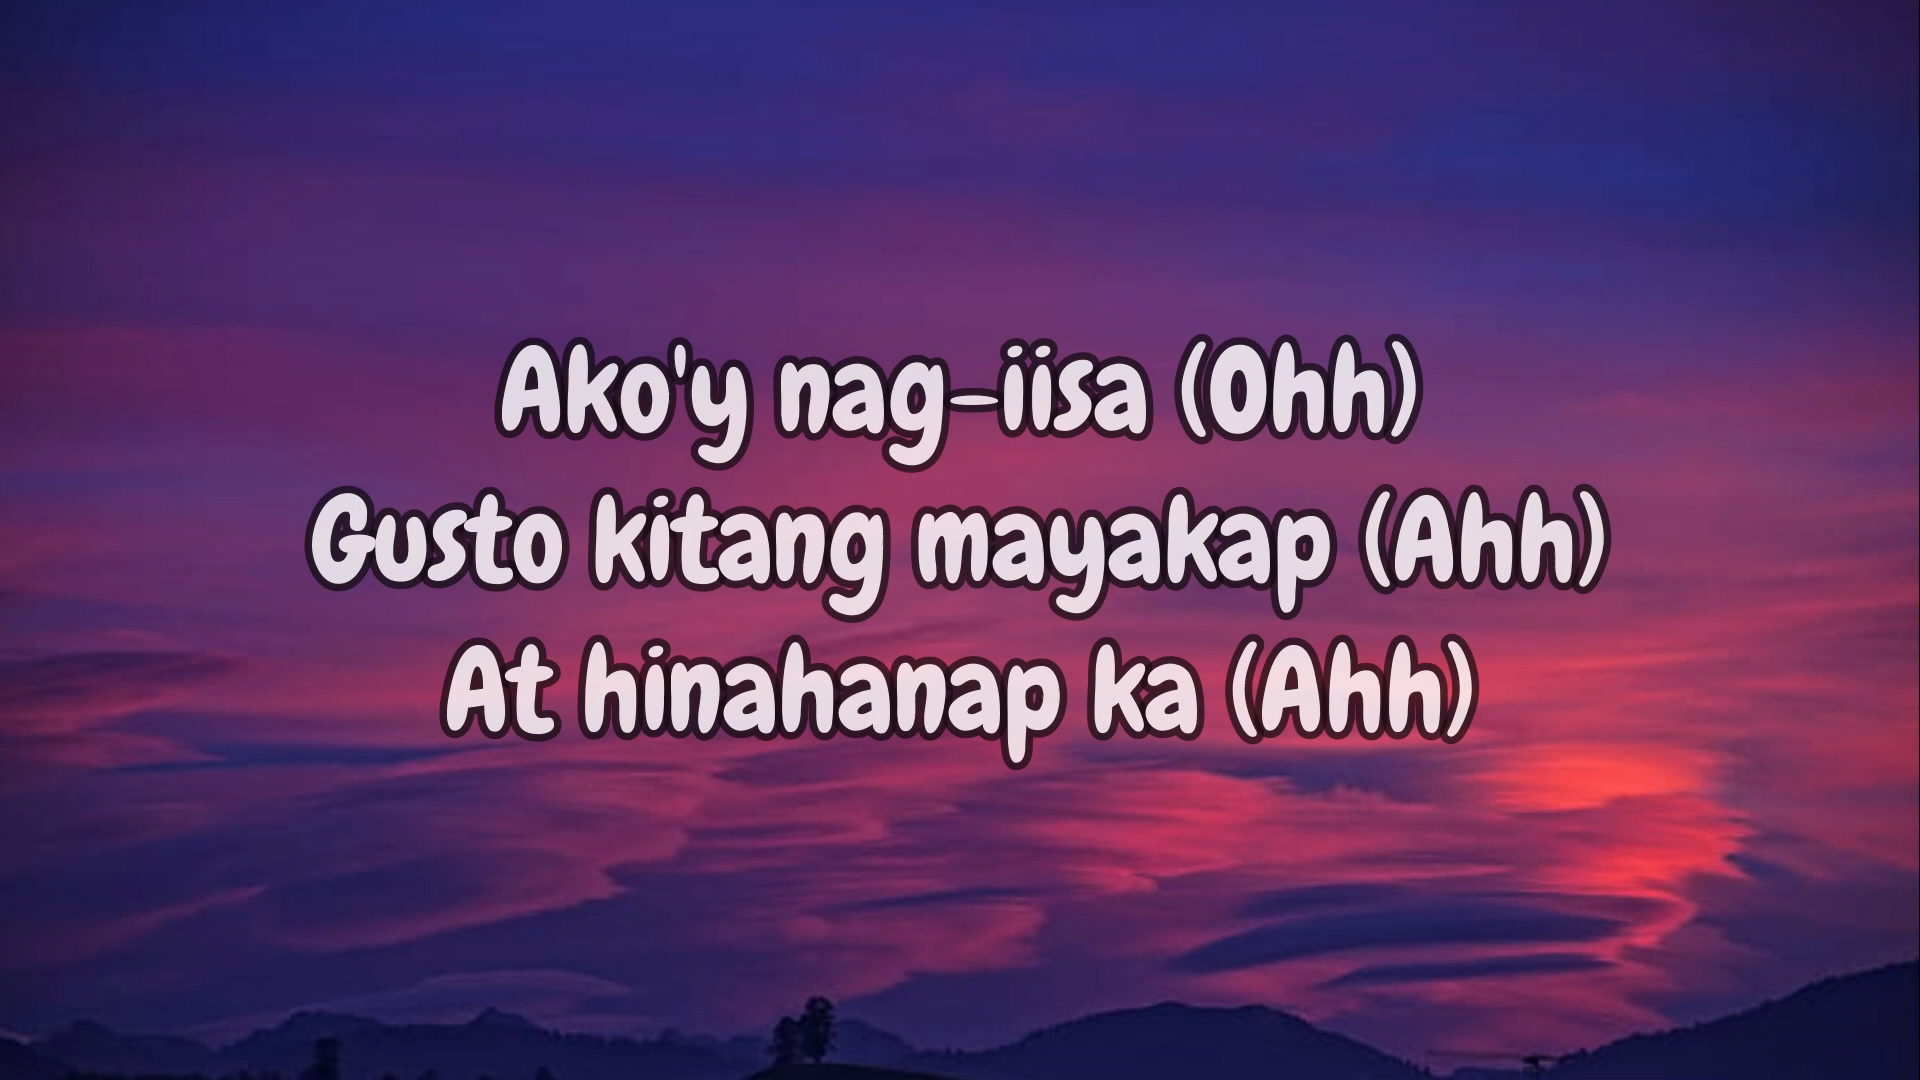 Ako'y nag-iisa (Ohh)
Gusto kitang mayakap (Ahh)
At hinahanap ka (Ahh)